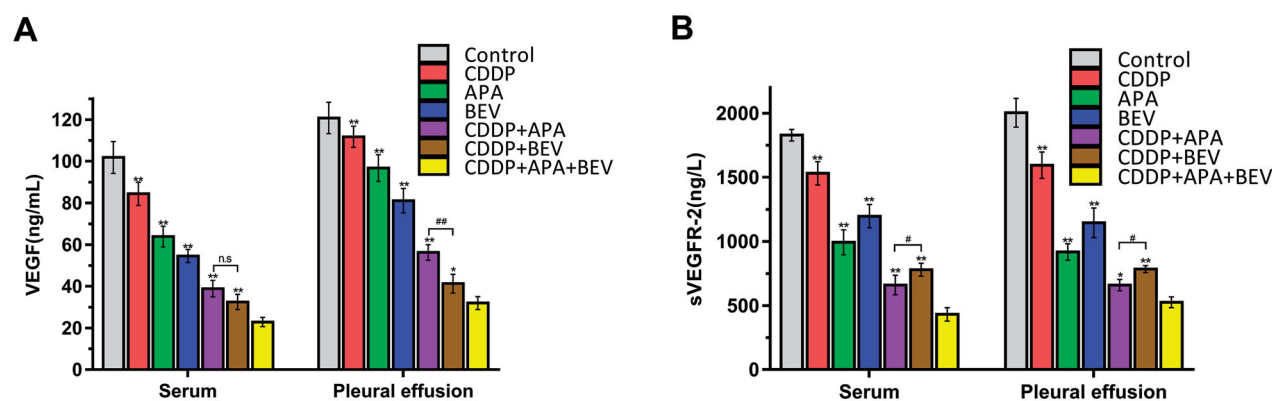 A
Control
CDDP
APA
BEV
CDDP+APA
CDDP+BEV
CDDP+APA+BEV
VEGF(ng/mL)
120
100
80
60
40
20
0
**
**
**
**
**
n.s
**
**
**
**
**
##
*
Serum
Pleural effusion
B
Control
CDDP
APA
BEV
CDDP+APA
CDDP+BEV
CDDP+APA+BEV
sVEGFR-2(ng/L)
2000
1500
1000
500
0
**
**
**
**
#
**
**
**
**
*
#
**
Serum
Pleural effusion